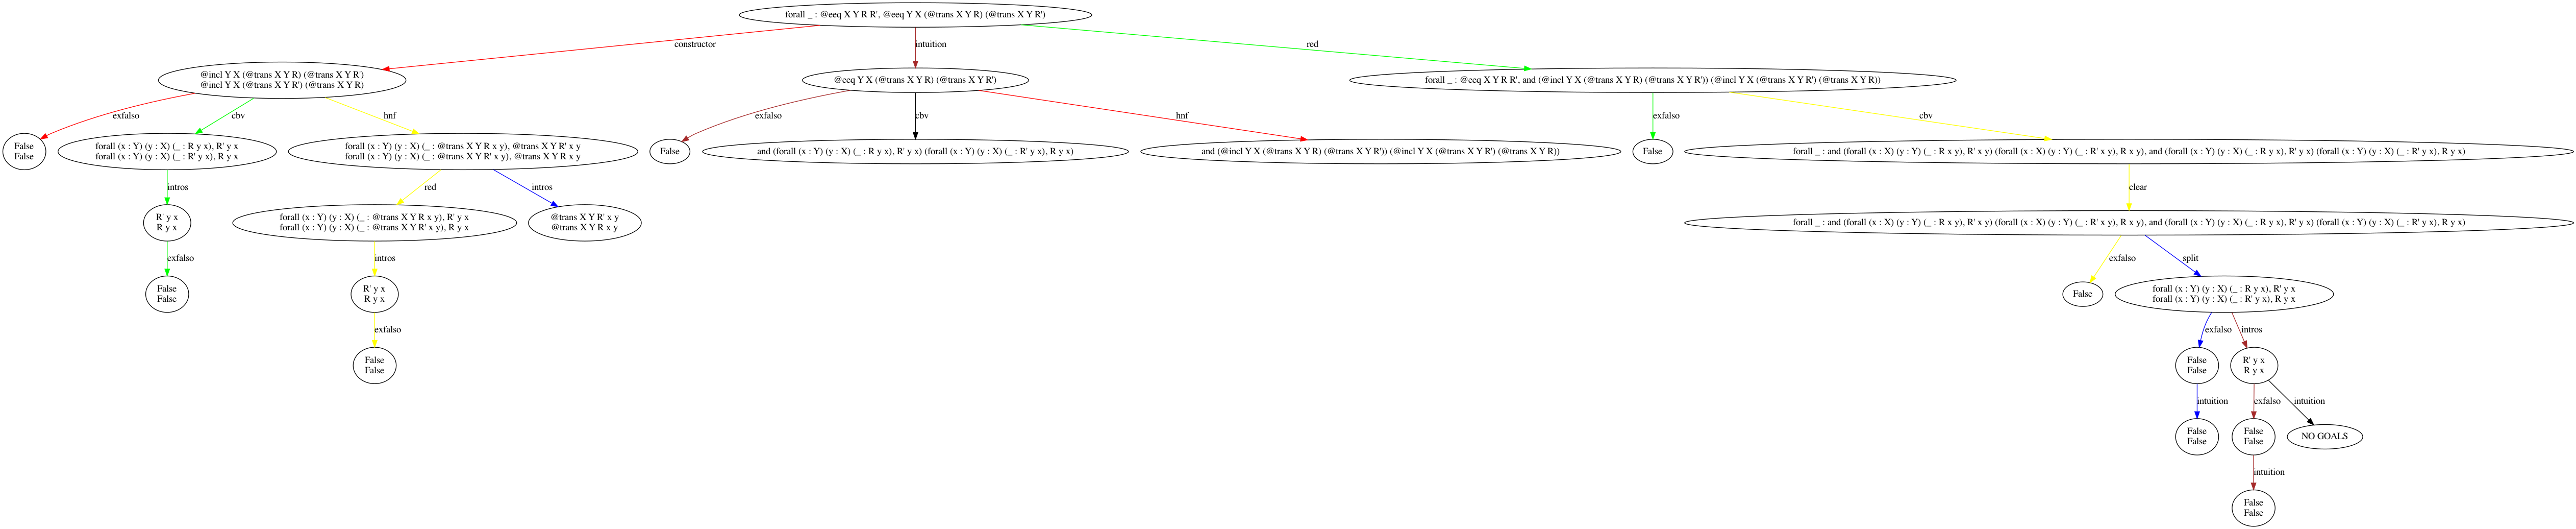 forall _ : @eeq X Y R R', @eeq Y X (@trans X Y R) (@trans X Y R')
constructor
intuition
red
@incl Y X (@trans X Y R) (@trans X Y R')
@incl Y X (@trans X Y R') (@trans X Y R)
@eeq Y X (@trans X Y R) (@trans X Y R')
forall _ : @eeq X Y R R', and (@incl Y X (@trans X Y R) (@trans X Y R')) (@incl Y X (@trans X Y R') (@trans X Y R))
exfalso
cbv
hnf
exfalso
cbv
hnf
exfalso
cbv
False
False
forall (x : Y) (y : X) (_ : R y x), R' y x
forall (x : Y) (y : X) (_ : R' y x), R y x
forall (x : Y) (y : X) (_ : @trans X Y R x y), @trans X Y R' x y
forall (x : Y) (y : X) (_ : @trans X Y R' x y), @trans X Y R x y
False
and (forall (x : Y) (y : X) (_ : R y x), R' y x) (forall (x : Y) (y : X) (_ : R' y x), R y x)
and (@incl Y X (@trans X Y R) (@trans X Y R')) (@incl Y X (@trans X Y R') (@trans X Y R))
False
forall _ : and (forall (x : X) (y : Y) (_ : R x y), R' x y) (forall (x : X) (y : Y) (_ : R' x y), R x y), and (forall (x : Y) (y : X) (_ : R y x), R' y x) (forall (x : Y) (y : X) (_ : R' y x), R y x)
intros
red
intros
clear
R' y x
R y x
forall (x : Y) (y : X) (_ : @trans X Y R x y), R' y x
forall (x : Y) (y : X) (_ : @trans X Y R' x y), R y x
@trans X Y R' x y
@trans X Y R x y
forall _ : and (forall (x : X) (y : Y) (_ : R x y), R' x y) (forall (x : X) (y : Y) (_ : R' x y), R x y), and (forall (x : Y) (y : X) (_ : R y x), R' y x) (forall (x : Y) (y : X) (_ : R' y x), R y x)
exfalso
intros
exfalso
split
False
False
R' y x
R y x
False
forall (x : Y) (y : X) (_ : R y x), R' y x
forall (x : Y) (y : X) (_ : R' y x), R y x
exfalso
exfalso
intros
False
False
False
False
R' y x
R y x
intuition
exfalso
intuition
False
False
False
False
NO GOALS
intuition
False
False